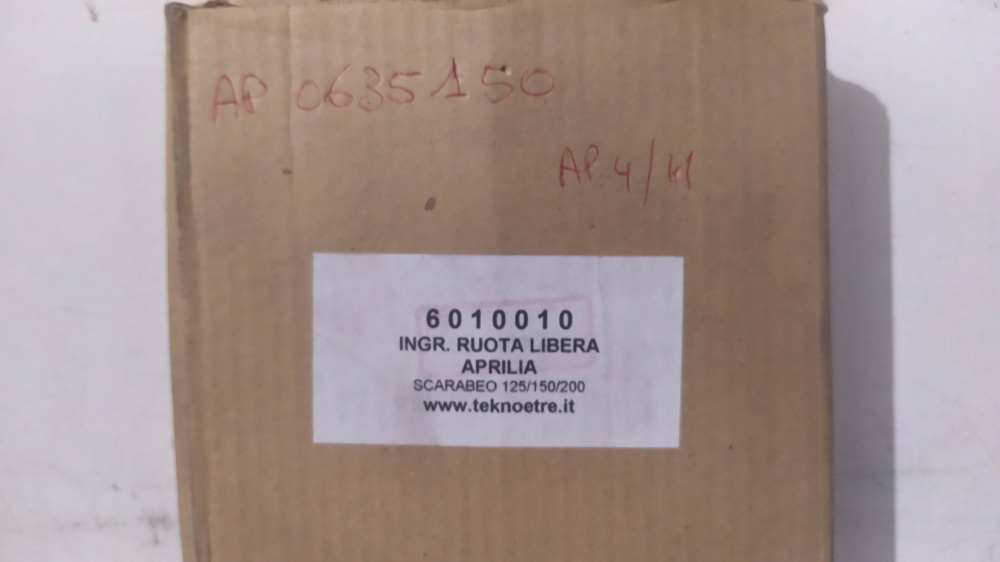 AP 0635150
AP 4/41
6010010
INGR. RUOTA LIBERA
APRILIA
SCARABEO 125/150/200
www.teknoetre.it